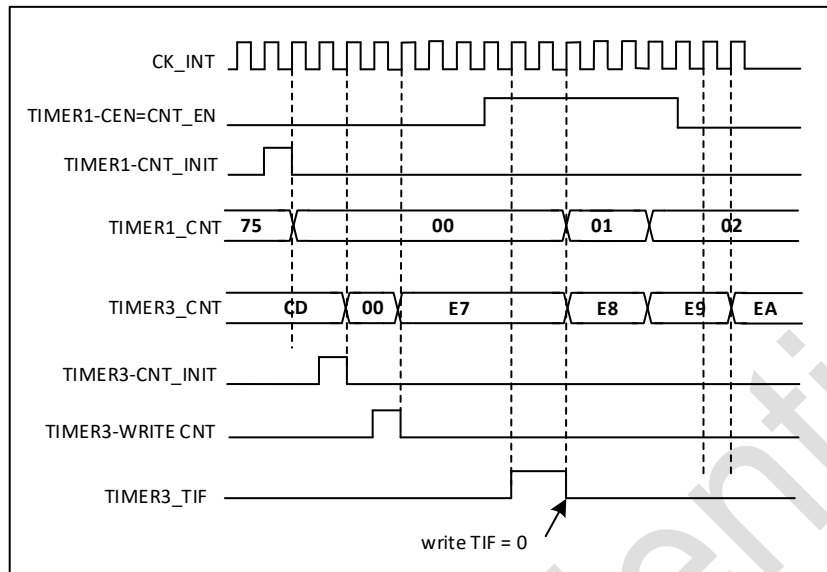 CK_INT
TIMER1-CEN=CNT_EN
TIMER1-CNT_INIT
TIMER1_CNT 75 00 01 02
TIMER3_CNT CD 00 E7 E8 E9 EA
TIMER3-CNT_INIT
TIMER3-WRITE CNT
TIMER3_TIF
write TIF = 0